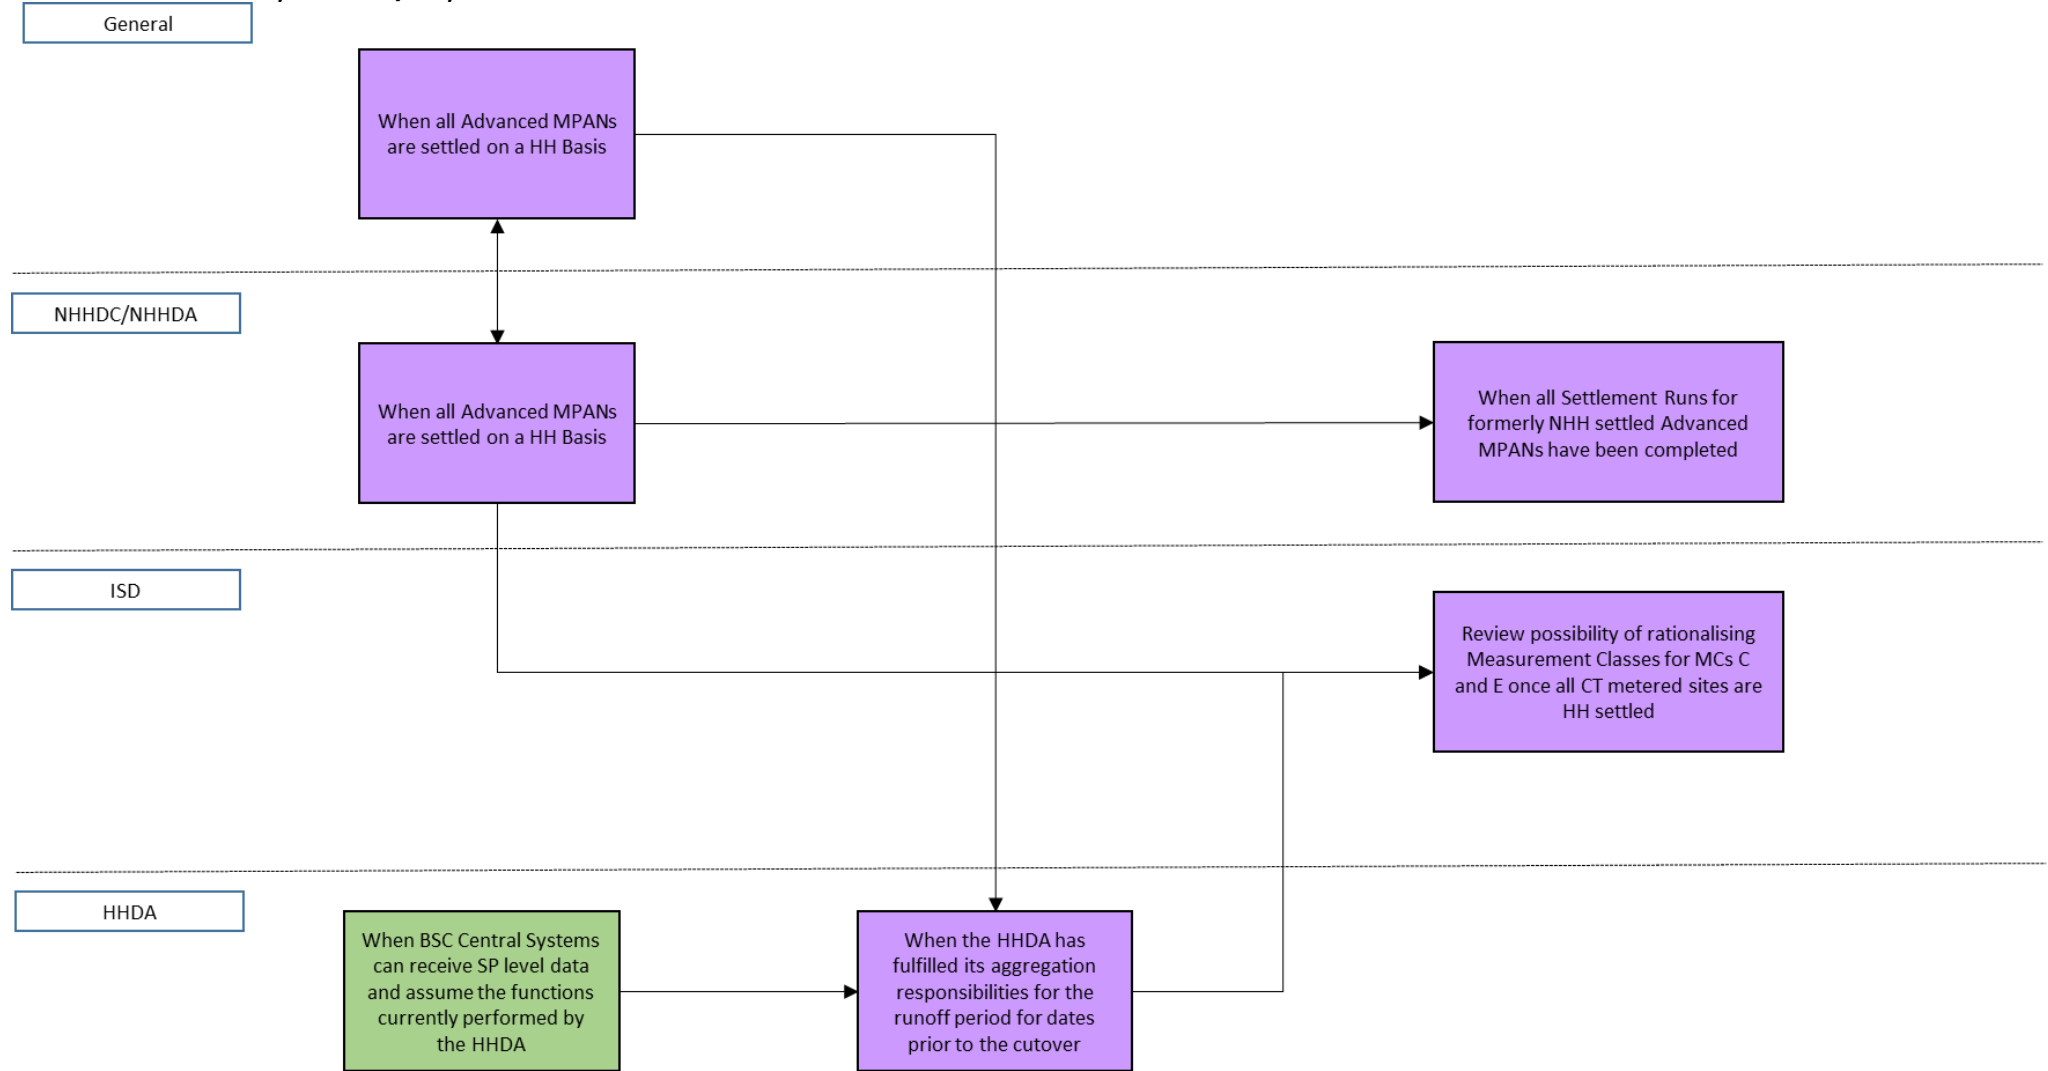 General
When all Advanced MPANs
are settled on a HH Basis
NHHDC/NHHDA
When all Advanced MPANs
are settled on a HH Basis
When all Settlement Runs for
formerly NHH settled Advanced
MPANs have been completed
ISD
Review possibility of rationalising
Measurement Classes for MCs C
and E once all CT metered sites are
HH settled
HHDA
When BSC Central Systems
can receive SP level data
and assume the functions
currently performed by
the HHDA
When the HHDA has
fulfilled its aggregation
responsibilities for the
runoff period for dates
prior to the cutover